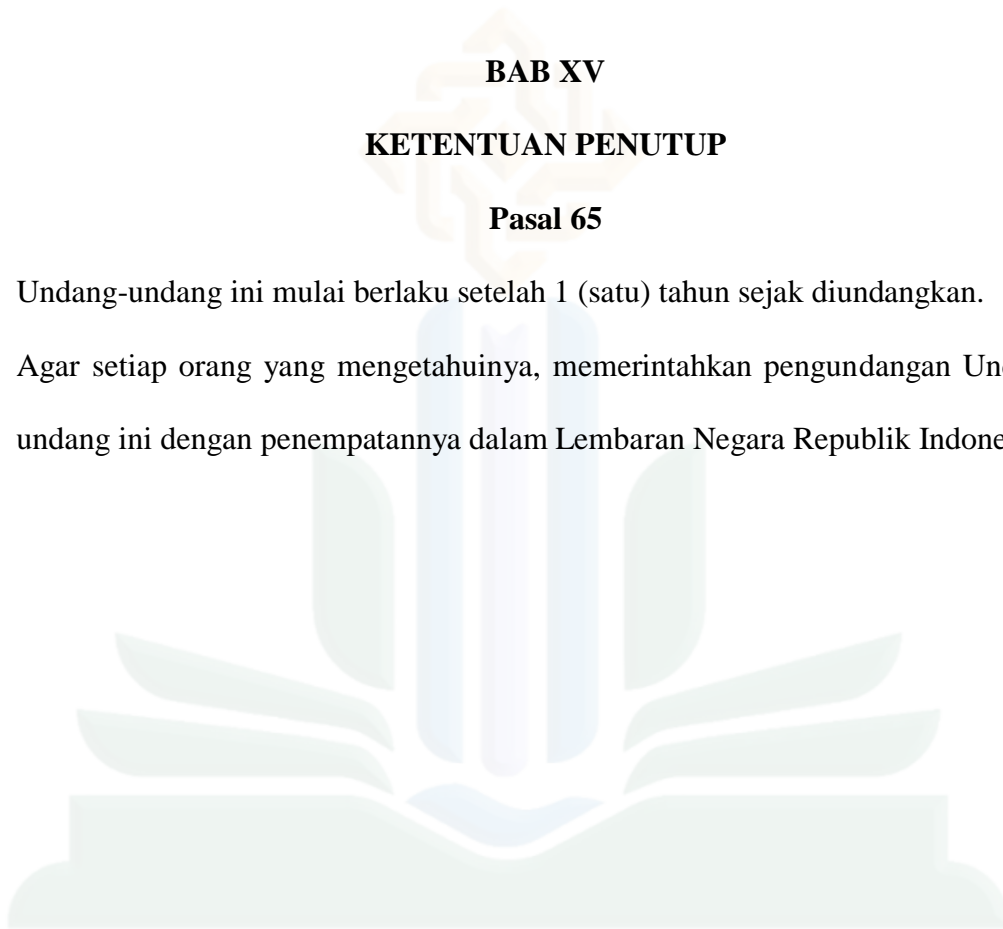 BAB XV
KETENTUAN PENUTUP
Pasal 65
Undang-undang ini mulai berlaku setelah 1 (satu) tahun sejak diundangkan.
Agar setiap orang yang mengetahuinya, memerintahkan pengundangan
undang ini dengan penempatannya dalam Lembaran Negara Republik